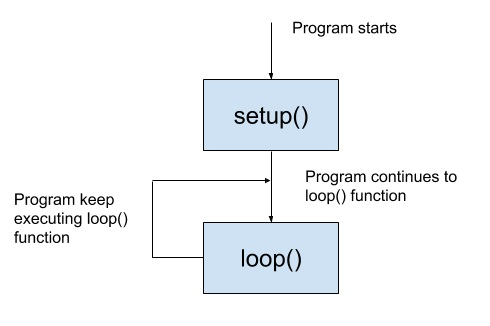 Program starts
setup()
Program continues to
loop() function
Program keep
executing loop()
function
loop()